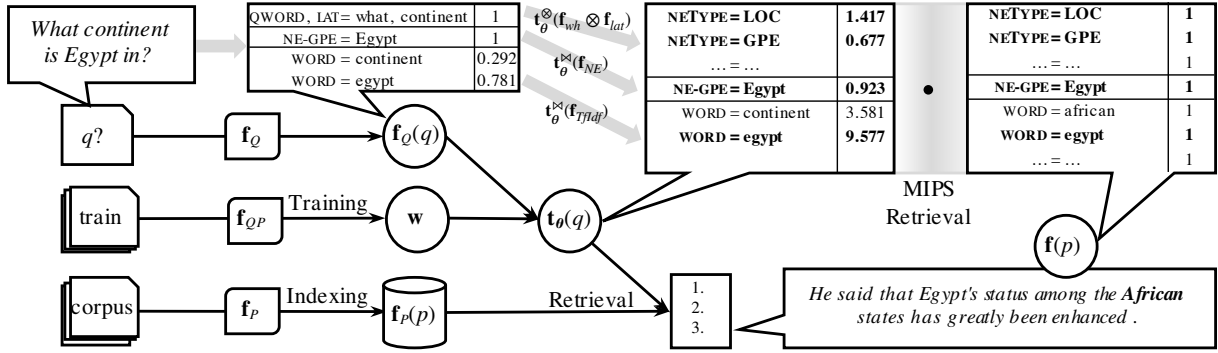 What continent
is Egypt in?
QWORD, LAT= what, continent 1
NE-GPE = Egypt 1
WORD = continent 0.292
WORD = egypt 0.781
t_θ^⊗(f_wh ⊗ f_lat)
t_θ^⋈(f_NE)
t_θ^⋈(f_TfIdf)
NETYPE = LOC 1.417
NETYPE = GPE 0.677
... = ...
NE-GPE = Egypt 0.923
WORD = continent 3.581
WORD = egypt 9.577
•
NETYPE = LOC 1
NETYPE = GPE 1
... = ... 1
NE-GPE = Egypt 1
WORD = african 1
WORD = egypt 1
... = ... 1
MIPS
Retrieval
q?
f_Q
f_Q(q)
train
f_QP
Training
w
t_θ(q)
f(p)
corpus
f_P
Indexing
f_P(p)
Retrieval
1.
2.
3.
He said that Egypt's status among the African
states has greatly been enhanced .